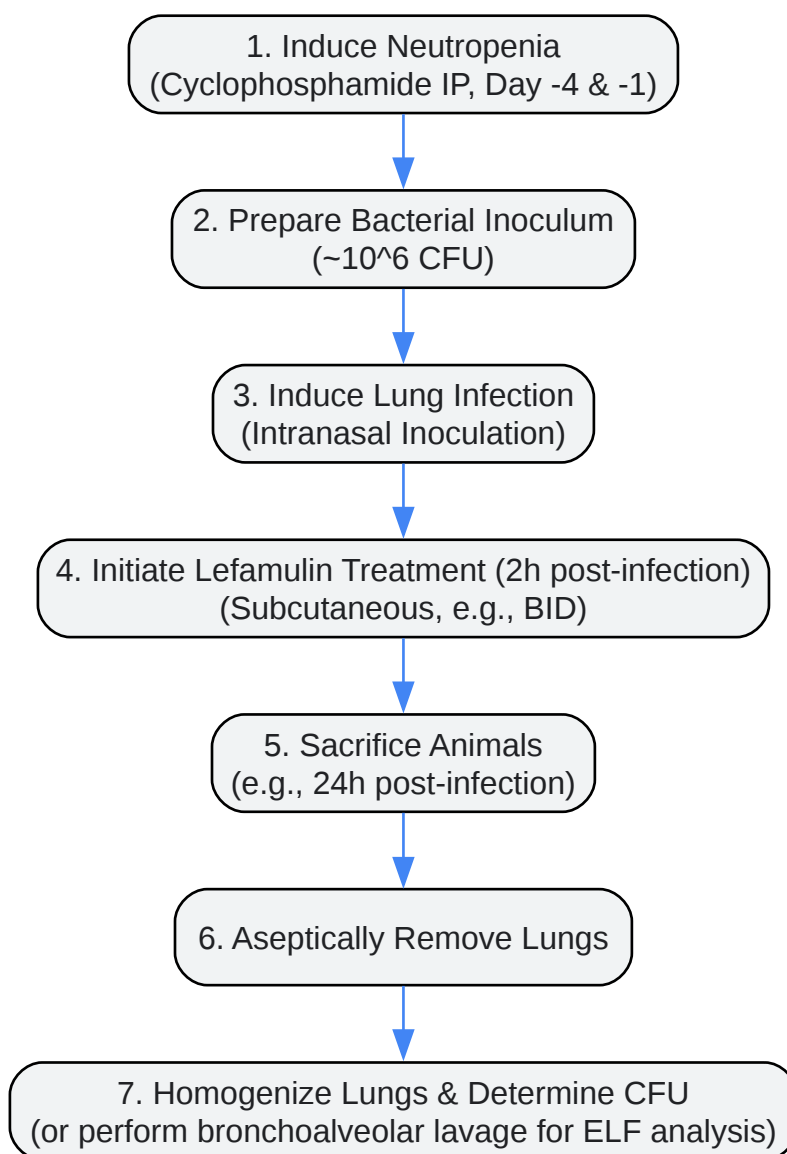 1. Induce Neutropenia
(Cyclophosphamide IP, Day -4 & -1)
2. Prepare Bacterial Inoculum
(~10^6 CFU)
3. Induce Lung Infection
(Intranasal Inoculation)
4. Initiate Lefamulin Treatment (2h post-infection)
(Subcutaneous, e.g., BID)
5. Sacrifice Animals
(e.g., 24h post-infection)
6. Aseptically Remove Lungs
7. Homogenize Lungs & Determine CFU
(or perform bronchoalveolar lavage for ELF analysis)